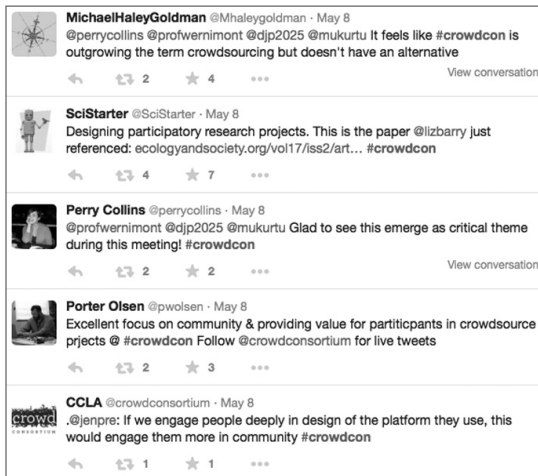 MichaelHaleyGoldman @Mhaleygoldman · May 8
@perrycollins @profwernimont @djp2025 @mukurtu It feels like #crowdcon is
outgrowing the term crowdsourcing but doesn't have an alternative
2 4
View conversation
SciStarter @SciStarter · May 8
Designing participatory research projects. This is the paper @lizbarry just
referenced: ecologyandsociety.org/vol17/iss2/art… #crowdcon
4 7
Perry Collins @perrycollins · May 8
@profwernimont @djp2025 @mukurtu Glad to see this emerge as critical theme
during this meeting! #crowdcon
2 2
View conversation
Porter Olsen @pwolsen · May 8
Excellent focus on community & providing value for partiticpants in crowdsource
prjects @ #crowdcon Follow @crowdconsortium for live tweets
2 3
CCLA @crowdconsortium · May 8
crowd
CONSORTIUM
.@jenpre: If we engage people deeply in design of the platform they use, this
would engage them more in community #crowdcon
1 1